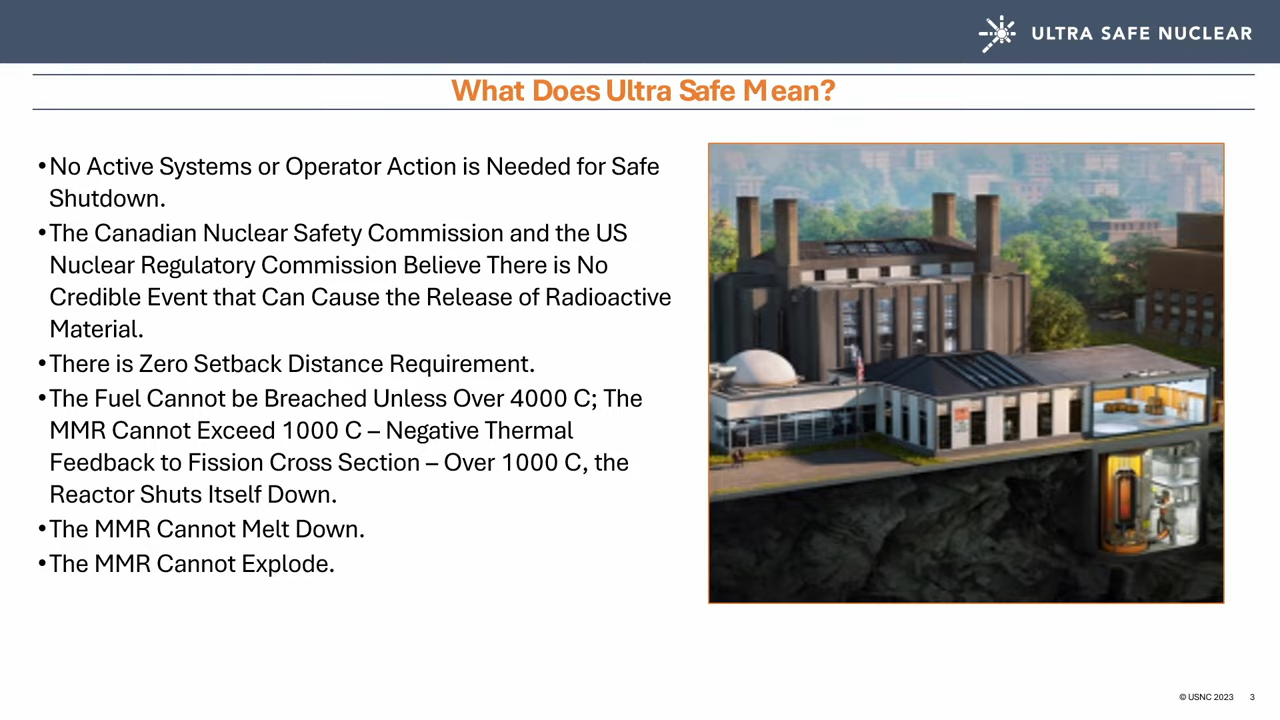 ULTRA SAFE NUCLEAR
What Does Ultra Safe Mean?
•No Active Systems or Operator Action is Needed for Safe
Shutdown.
•The Canadian Nuclear Safety Commission and the US
Nuclear Regulatory Commission Believe There is No
Credible Event that Can Cause the Release of Radioactive
Material.
•There is Zero Setback Distance Requirement.
•The Fuel Cannot be Breached Unless Over 4000 C; The
MMR Cannot Exceed 1000 C – Negative Thermal
Feedback to Fission Cross Section – Over 1000 C, the
Reactor Shuts Itself Down.
•The MMR Cannot Melt Down.
•The MMR Cannot Explode.
© USNC 2023 3